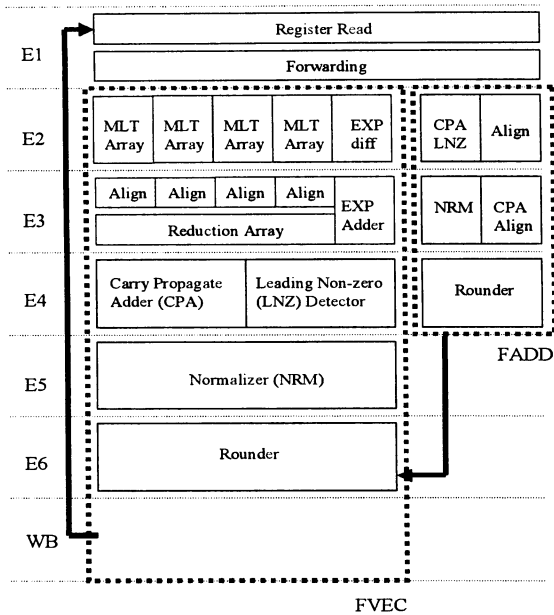 E1
Register Read
Forwarding
E2
MLT
Array
MLT
Array
MLT
Array
MLT
Array
EXP
diff
CPA
LNZ
Align
E3
Align
Align
Align
Align
EXP
Adder
Reduction Array
NRM
CPA
Align
E4
Carry Propagate
Adder (CPA)
Leading Non-zero
(LNZ) Detector
Rounder
FADD
E5
Normalizer (NRM)
E6
Rounder
WB
FVEC